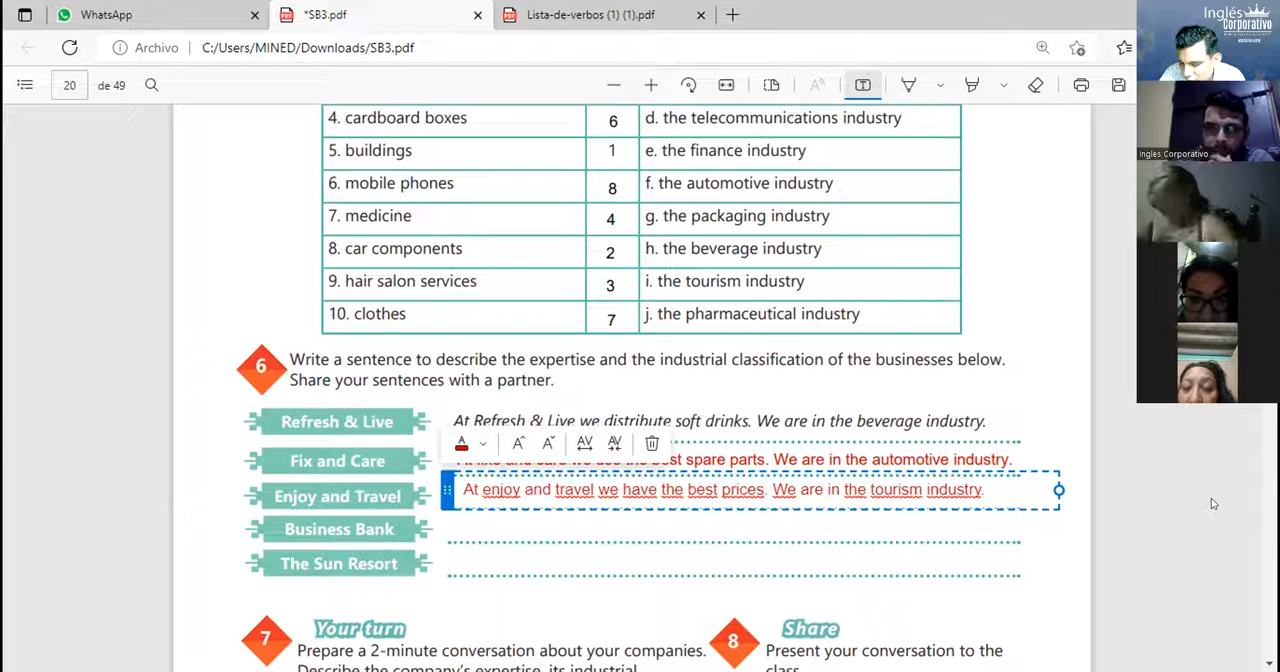 WhatsApp
*SB3.pdf
Lista-de-verbos (1) (1).pdf
Archivo
C:/Users/MINED/Downloads/SB3.pdf
20
de 49
Inglés
Corporativo
Ingles Corporativo
4. cardboard boxes 6 d. the telecommunications industry
5. buildings 1 e. the finance industry
6. mobile phones 8 f. the automotive industry
7. medicine 4 g. the packaging industry
8. car components 2 h. the beverage industry
9. hair salon services 3 i. the tourism industry
10. clothes 7 j. the pharmaceutical industry
6 Write a sentence to describe the expertise and the industrial classification of the businesses below.
Share your sentences with a partner.
Refresh & Live At Refresh & Live we distribute soft drinks. We are in the beverage industry.
Fix and Care spare parts. We are in the automotive industry.
Enjoy and Travel At enjoy and travel we have the best prices. We are in the tourism industry.
Business Bank
The Sun Resort
7 Your turn
Prepare a 2-minute conversation about your companies.
Describe the company's expertise, its industrial
8 Share
Present your conversation to the
class.